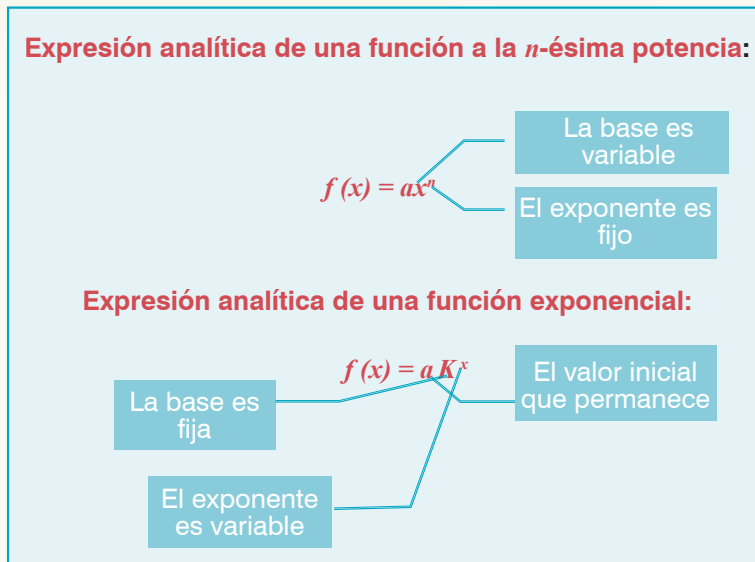 Expresión analítica de una función a la n-ésima potencia:
La base es
variable
f (x) = axⁿ
El exponente es
fijo
Expresión analítica de una función exponencial:
f (x) = a Kˣ
El valor inicial
que permanece
La base es
fija
El exponente
es variable